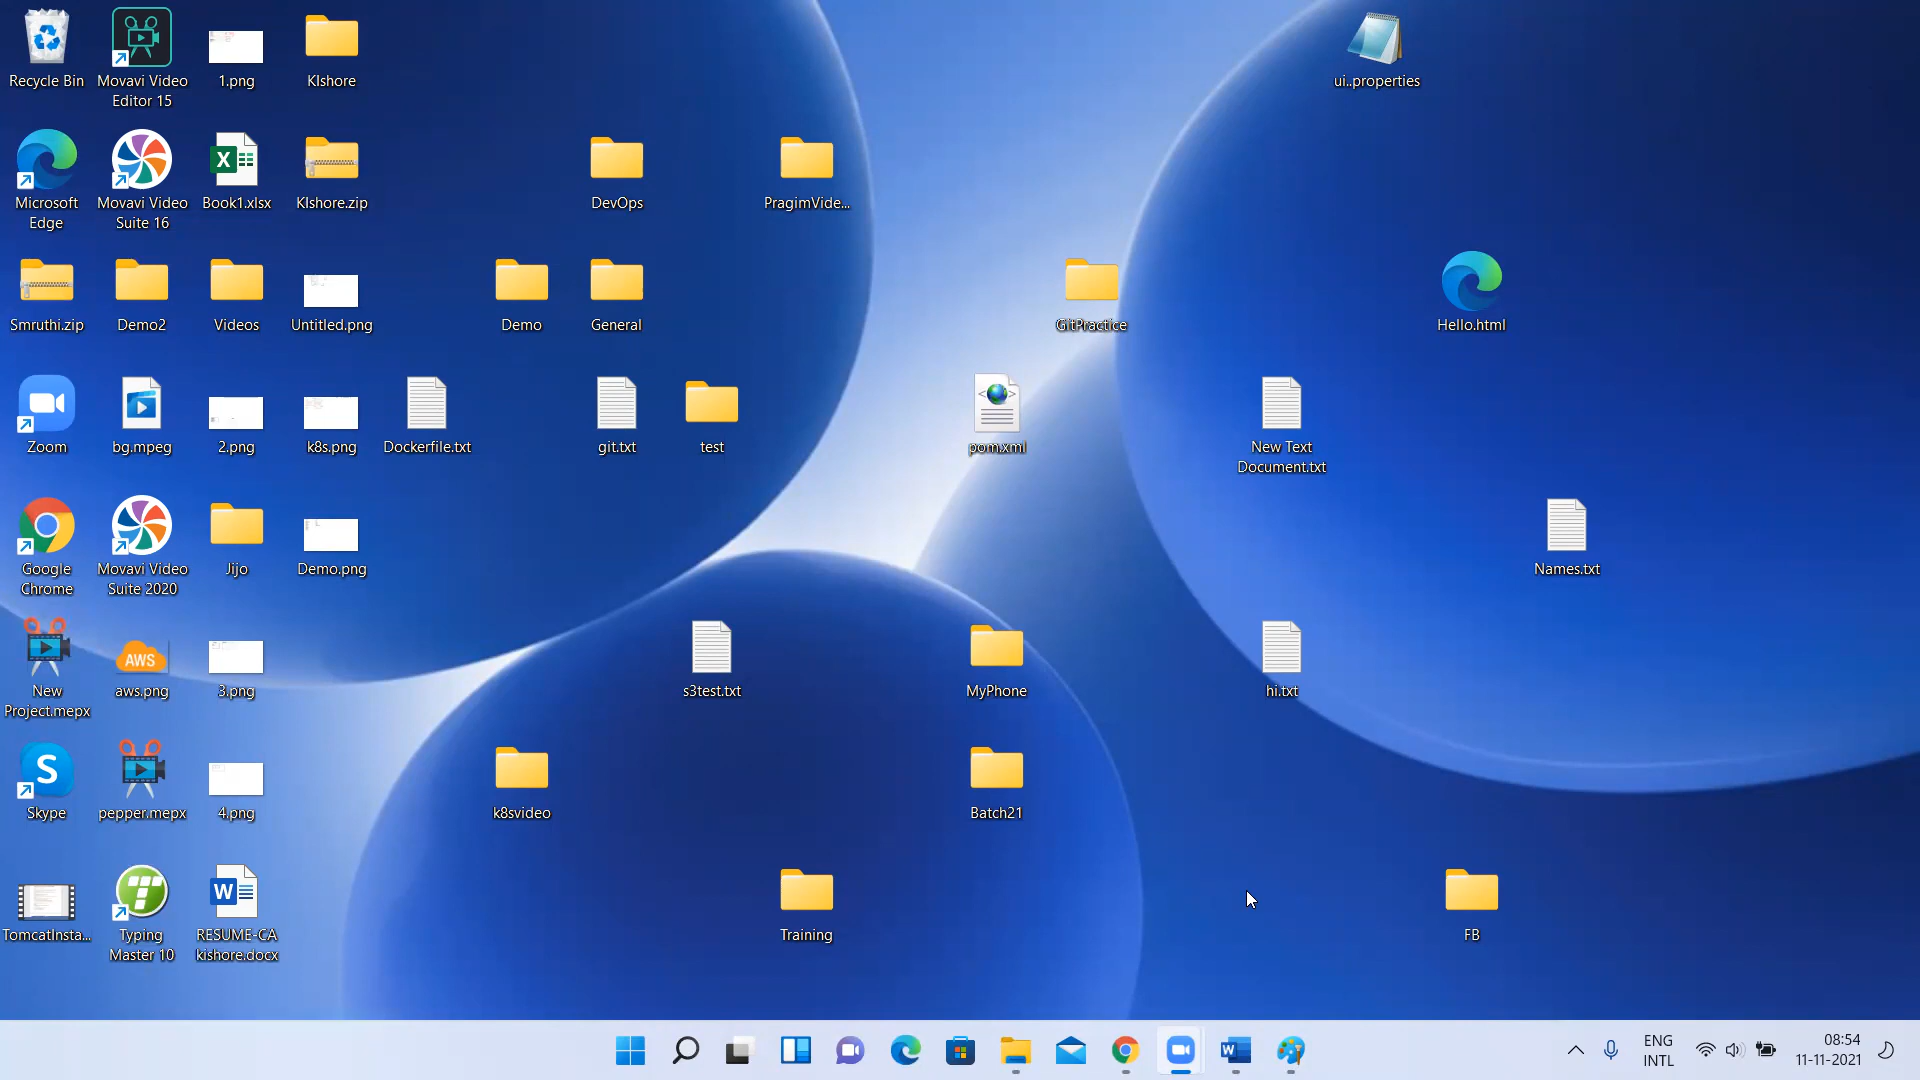 Recycle Bin
Movavi Video
Editor 15
1.png
KIshore
ui..properties
Microsoft
Edge
Movavi Video
Suite 16
X
Book1.xlsx
KIshore.zip
DevOps
PragimVide...
Smruthi.zip
Demo2
Videos
Untitled.png
Demo
General
GitPractice
Hello.html
Zoom
bg.mpeg
2.png
k8s.png
Dockerfile.txt
git.txt
test
pom.xml
New Text
Document.txt
Google
Chrome
Movavi Video
Suite 2020
Jijo
Demo.png
Names.txt
New
Project.mepx
AWS
aws.png
3.png
s3test.txt
MyPhone
hi.txt
S
Skype
pepper.mepx
4.png
k8svideo
Batch21
TomcatInsta...
Typing
Master 10
W
RESUME-CA
kishore.docx
Training
FB
W
ENG
INTL
08:54
11-11-2021